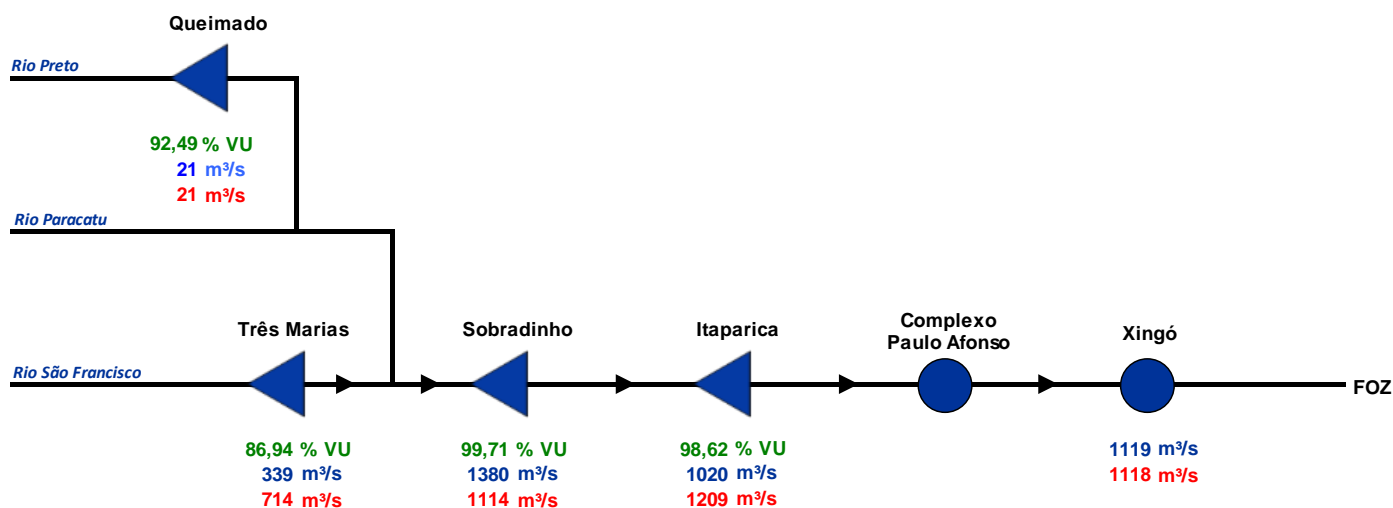 Queimado
Rio Preto
92,49 % VU
21 m³/s
21 m³/s
Rio Paracatu
Três Marias
Sobradinho
Itaparica
Complexo
Paulo Afonso
Xingó
Rio São Francisco
FOZ
86,94 % VU
339 m³/s
714 m³/s
99,71 % VU
1380 m³/s
1114 m³/s
98,62 % VU
1020 m³/s
1209 m³/s
1119 m³/s
1118 m³/s